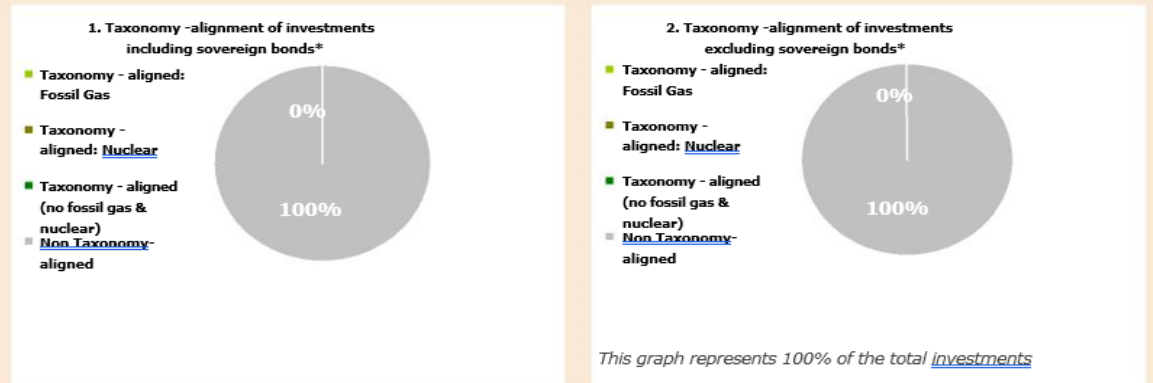 1. Taxonomy -alignment of investments
including sovereign bonds*
Taxonomy - aligned:
Fossil Gas
Taxonomy -
aligned: Nuclear
Taxonomy - aligned
(no fossil gas &
nuclear)
Non Taxonomy-
aligned
0%
100%
2. Taxonomy -alignment of investments
excluding sovereign bonds*
Taxonomy - aligned:
Fossil Gas
Taxonomy -
aligned: Nuclear
Taxonomy - aligned
(no fossil gas &
nuclear)
Non Taxonomy-
aligned
0%
100%
This graph represents 100% of the total investments